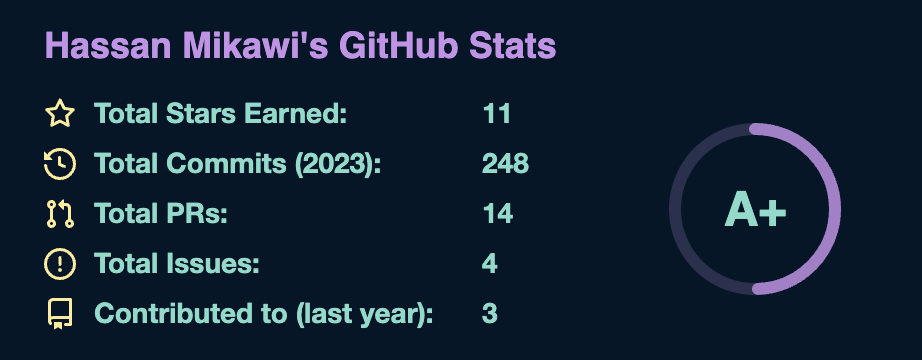 Hassan Mikawi's GitHub Stats
Total Stars Earned: 11
Total Commits (2023): 248
Total PRs: 14
Total Issues: 4
Contributed to (last year): 3
A+